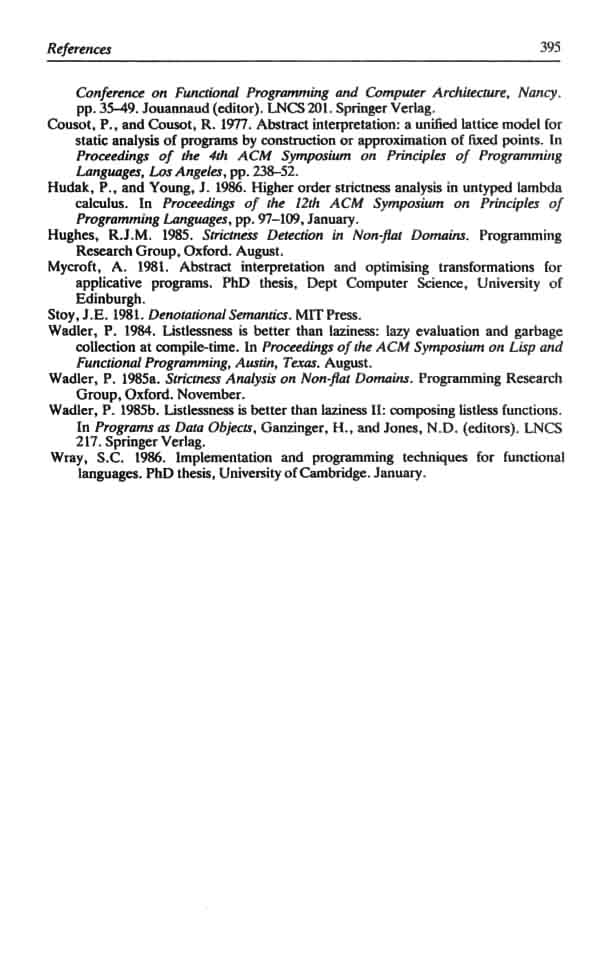 References 395
Conference on Functional Programming and Computer Architecture, Nancy.
pp. 35–49. Jouannaud (editor). LNCS 201. Springer Verlag.
Cousot, P., and Cousot, R. 1977. Abstract interpretation: a unified lattice model for
static analysis of programs by construction or approximation of fixed points. In
Proceedings of the 4th ACM Symposium on Principles of Programming
Languages, Los Angeles, pp. 238–52.
Hudak, P., and Young, J. 1986. Higher order strictness analysis in untyped lambda
calculus. In Proceedings of the 12th ACM Symposium on Principles of
Programming Languages, pp. 97–109, January.
Hughes, R.J.M. 1985. Strictness Detection in Non-flat Domains. Programming
Research Group, Oxford. August.
Mycroft, A. 1981. Abstract interpretation and optimising transformations for
applicative programs. PhD thesis, Dept Computer Science, University of
Edinburgh.
Stoy, J.E. 1981. Denotational Semantics. MIT Press.
Wadler, P. 1984. Listlessness is better than laziness: lazy evaluation and garbage
collection at compile-time. In Proceedings of the ACM Symposium on Lisp and
Functional Programming, Austin, Texas. August.
Wadler, P. 1985a. Strictness Analysis on Non-flat Domains. Programming Research
Group, Oxford. November.
Wadler, P. 1985b. Listlessness is better than laziness II: composing listless functions.
In Programs as Data Objects, Ganzinger, H., and Jones, N.D. (editors). LNCS
217. Springer Verlag.
Wray, S.C. 1986. Implementation and programming techniques for functional
languages. PhD thesis, University of Cambridge. January.